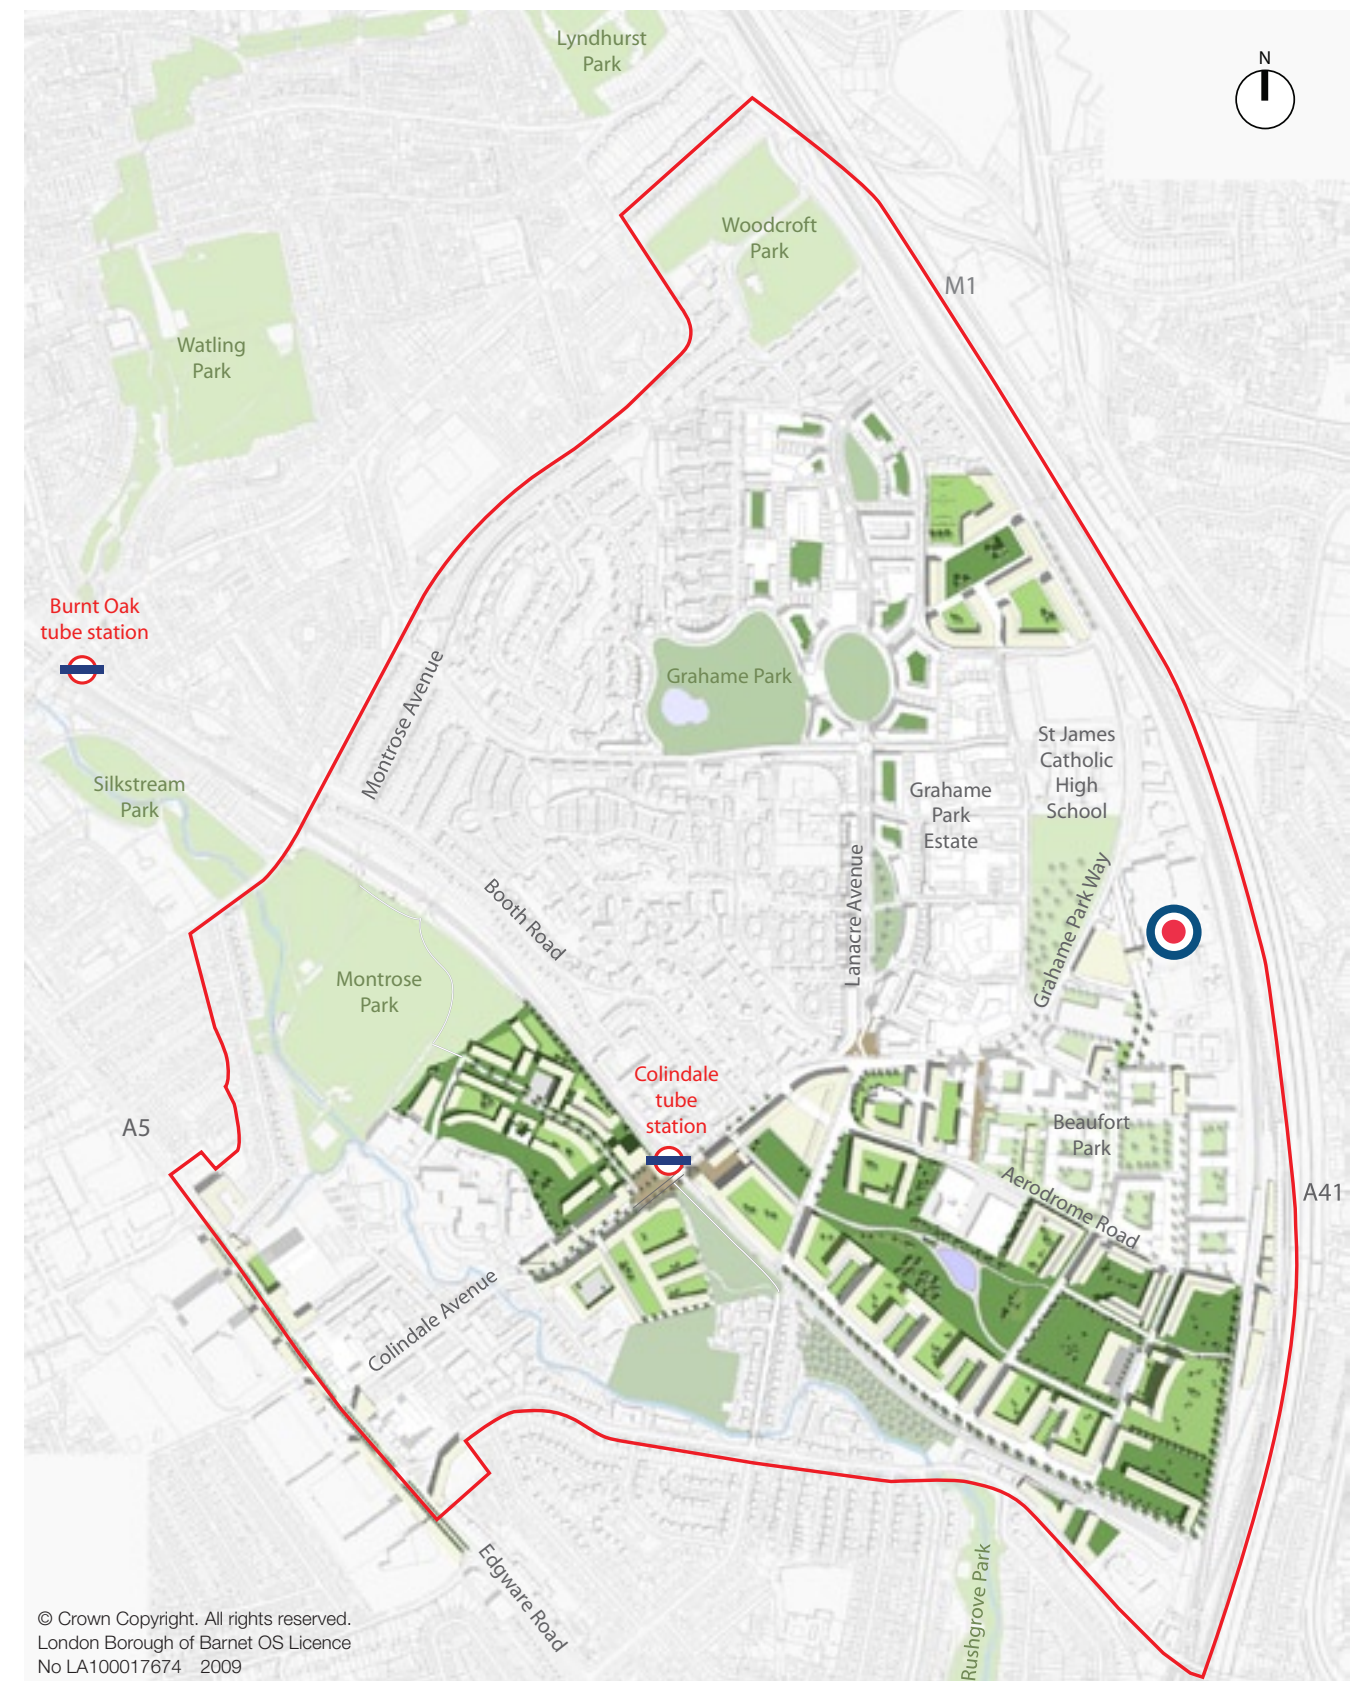 Lyndhurst
Park
N
Woodcroft
Park
M1
Watling
Park
Burnt Oak
tube station
Montrose Avenue
Grahame Park
St James
Catholic
High
School
Silkstream
Park
Grahame
Park
Estate
Lanacre Avenue
Grahame Park Way
Booth Road
Montrose
Park
Colindale
tube
station
A5
Beaufort
Park
Aerodrome Road
A41
Colindale Avenue
Edgware Road
Rushgrove Park
© Crown Copyright. All rights reserved.
London Borough of Barnet OS Licence
No LA100017674 2009